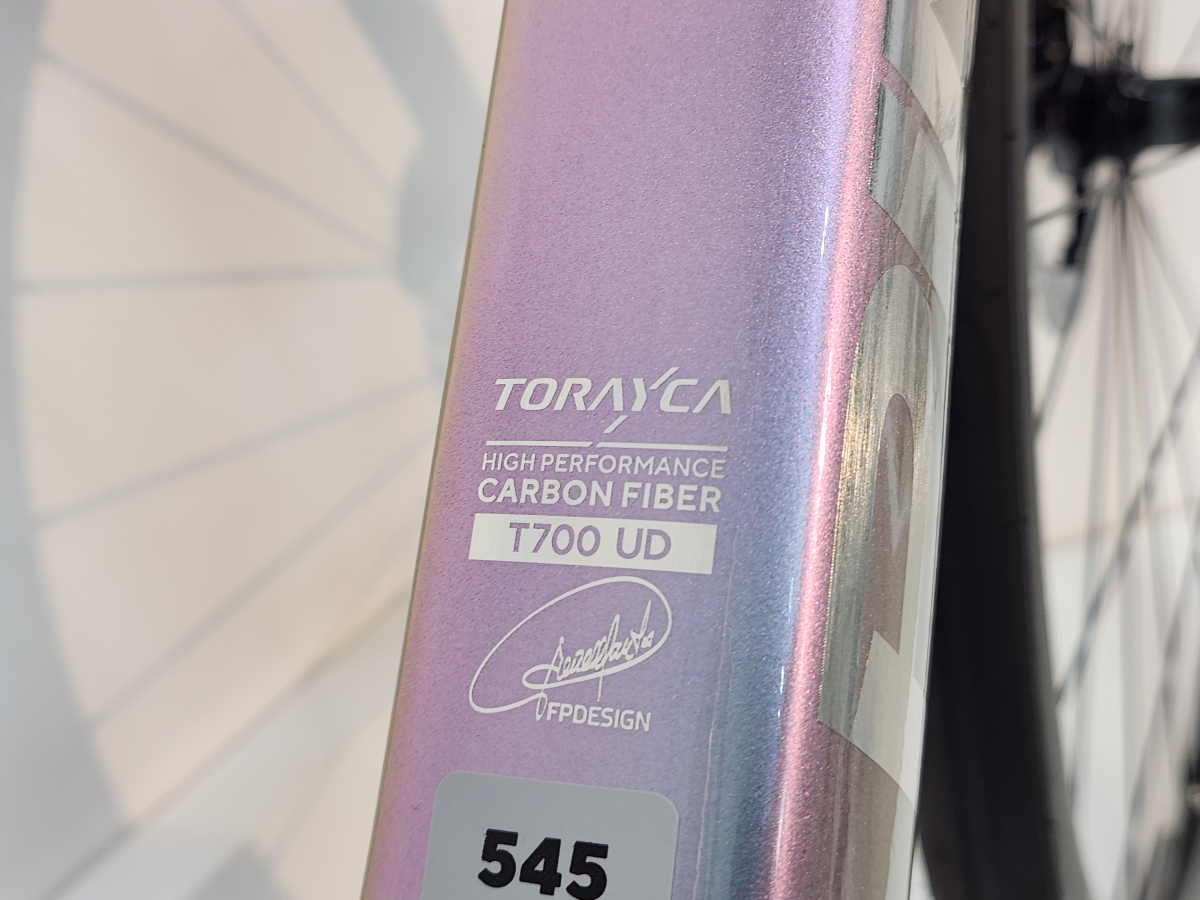 TORAYCA
HIGH PERFORMANCE
CARBON FIBER
T700 UD
FPDESIGN
545